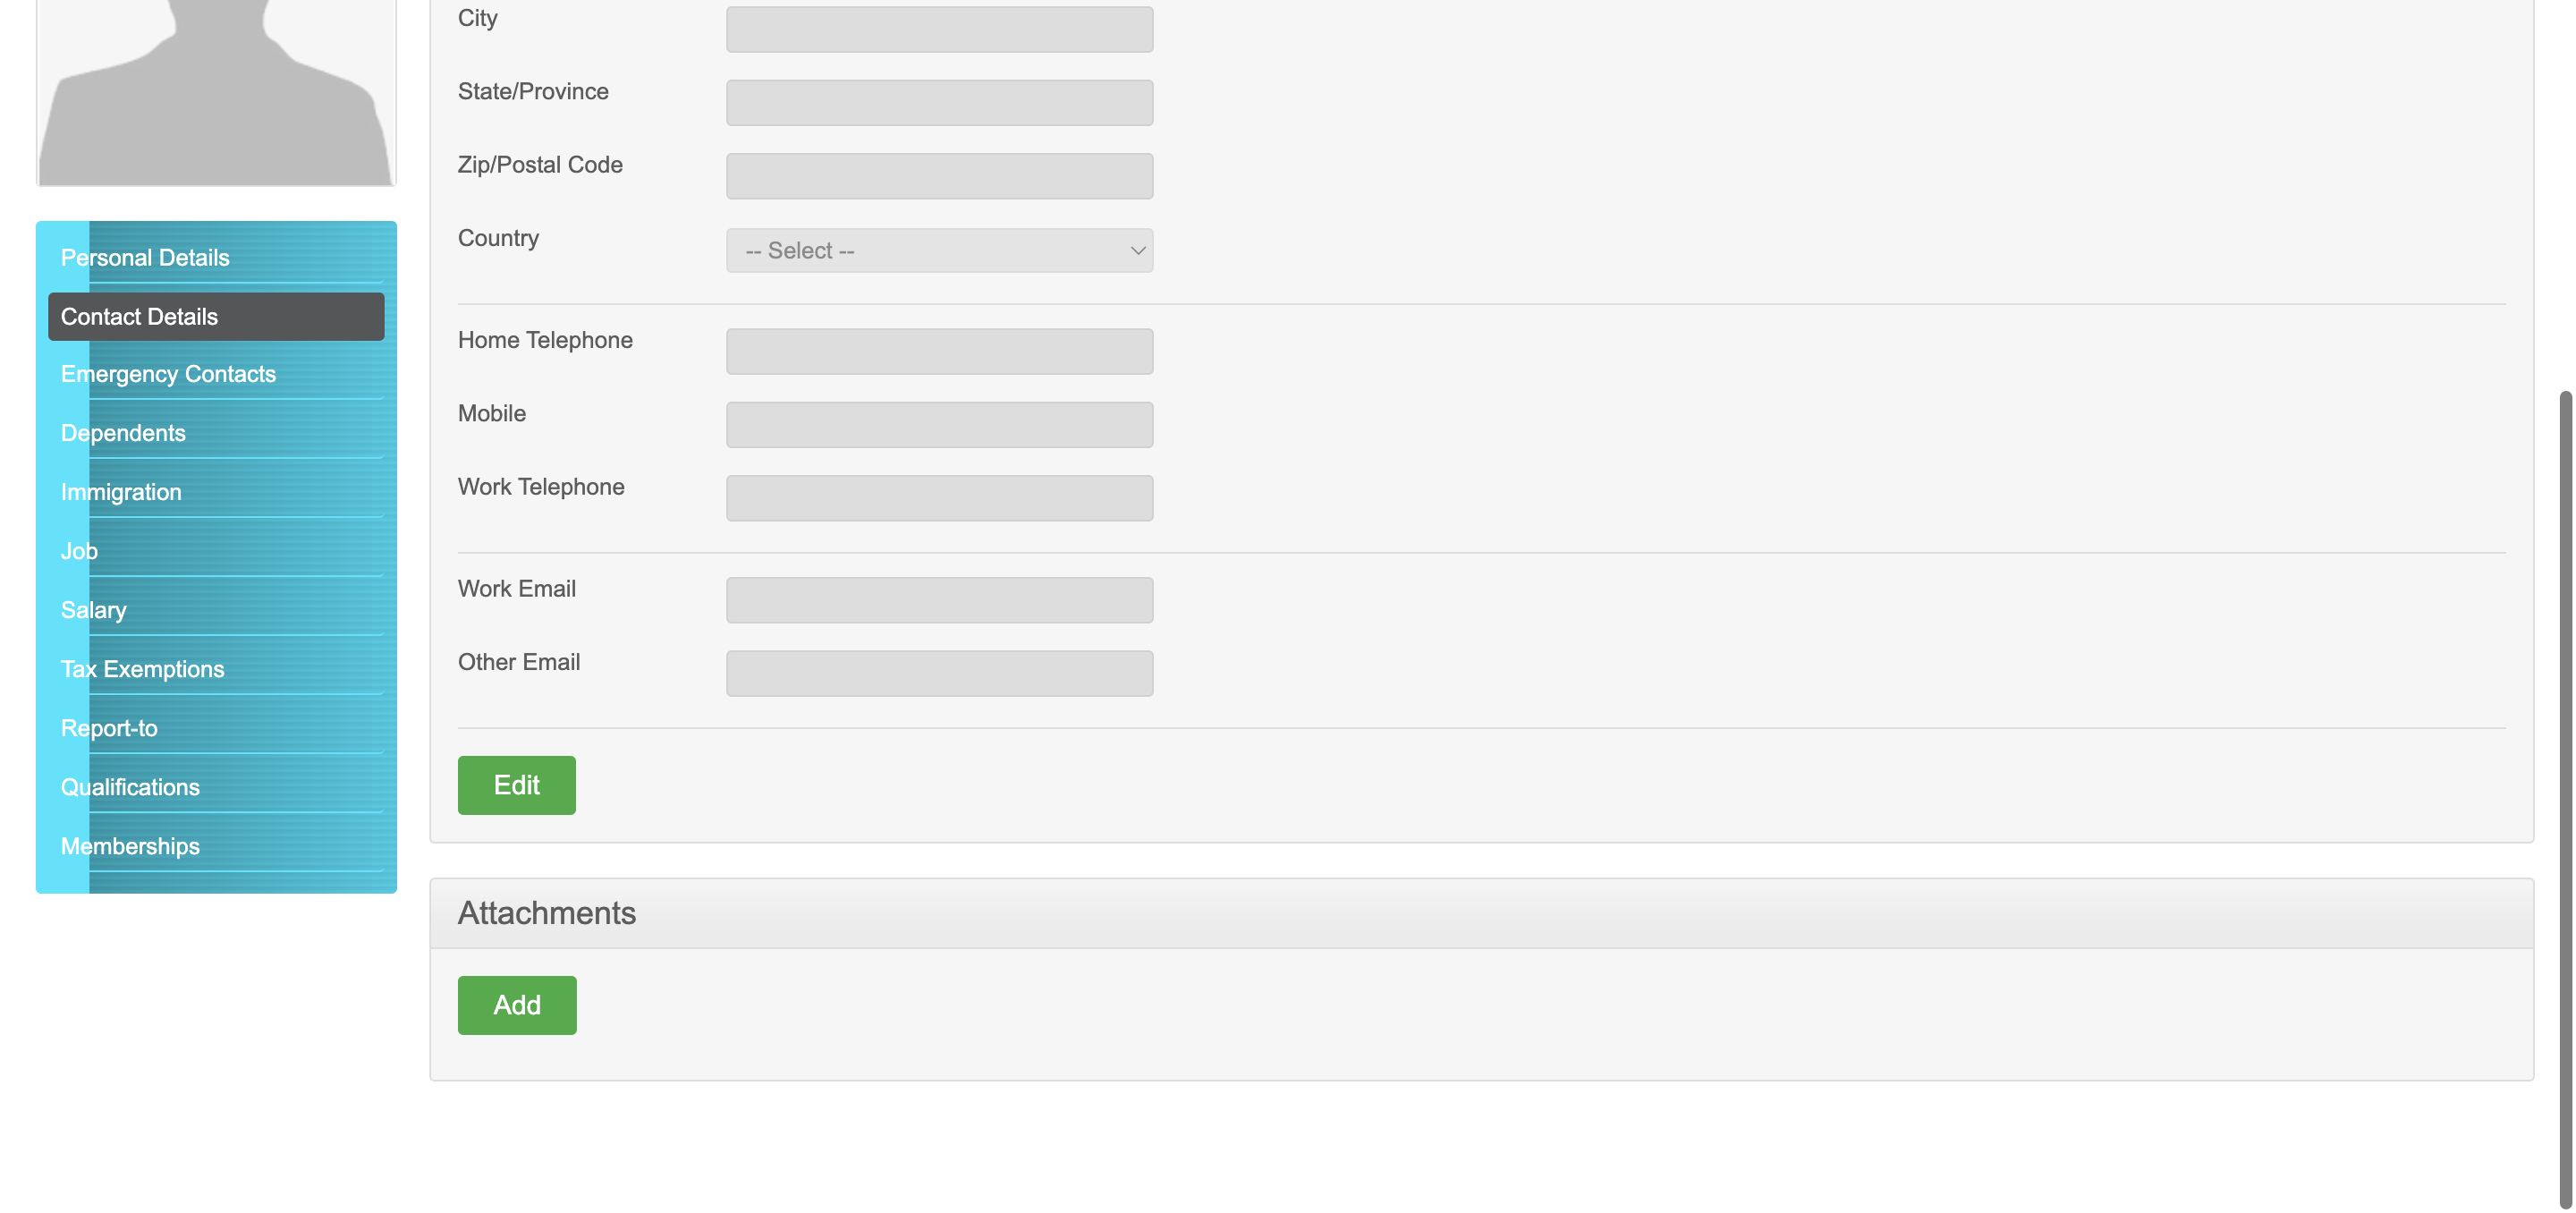 Personal Details
Contact Details
Emergency Contacts
Dependents
Immigration
Job
Salary
Tax Exemptions
Report-to
Qualifications
Memberships
City
State/Province
Zip/Postal Code
Country
-- Select --
Home Telephone
Mobile
Work Telephone
Work Email
Other Email
Edit
Attachments
Add